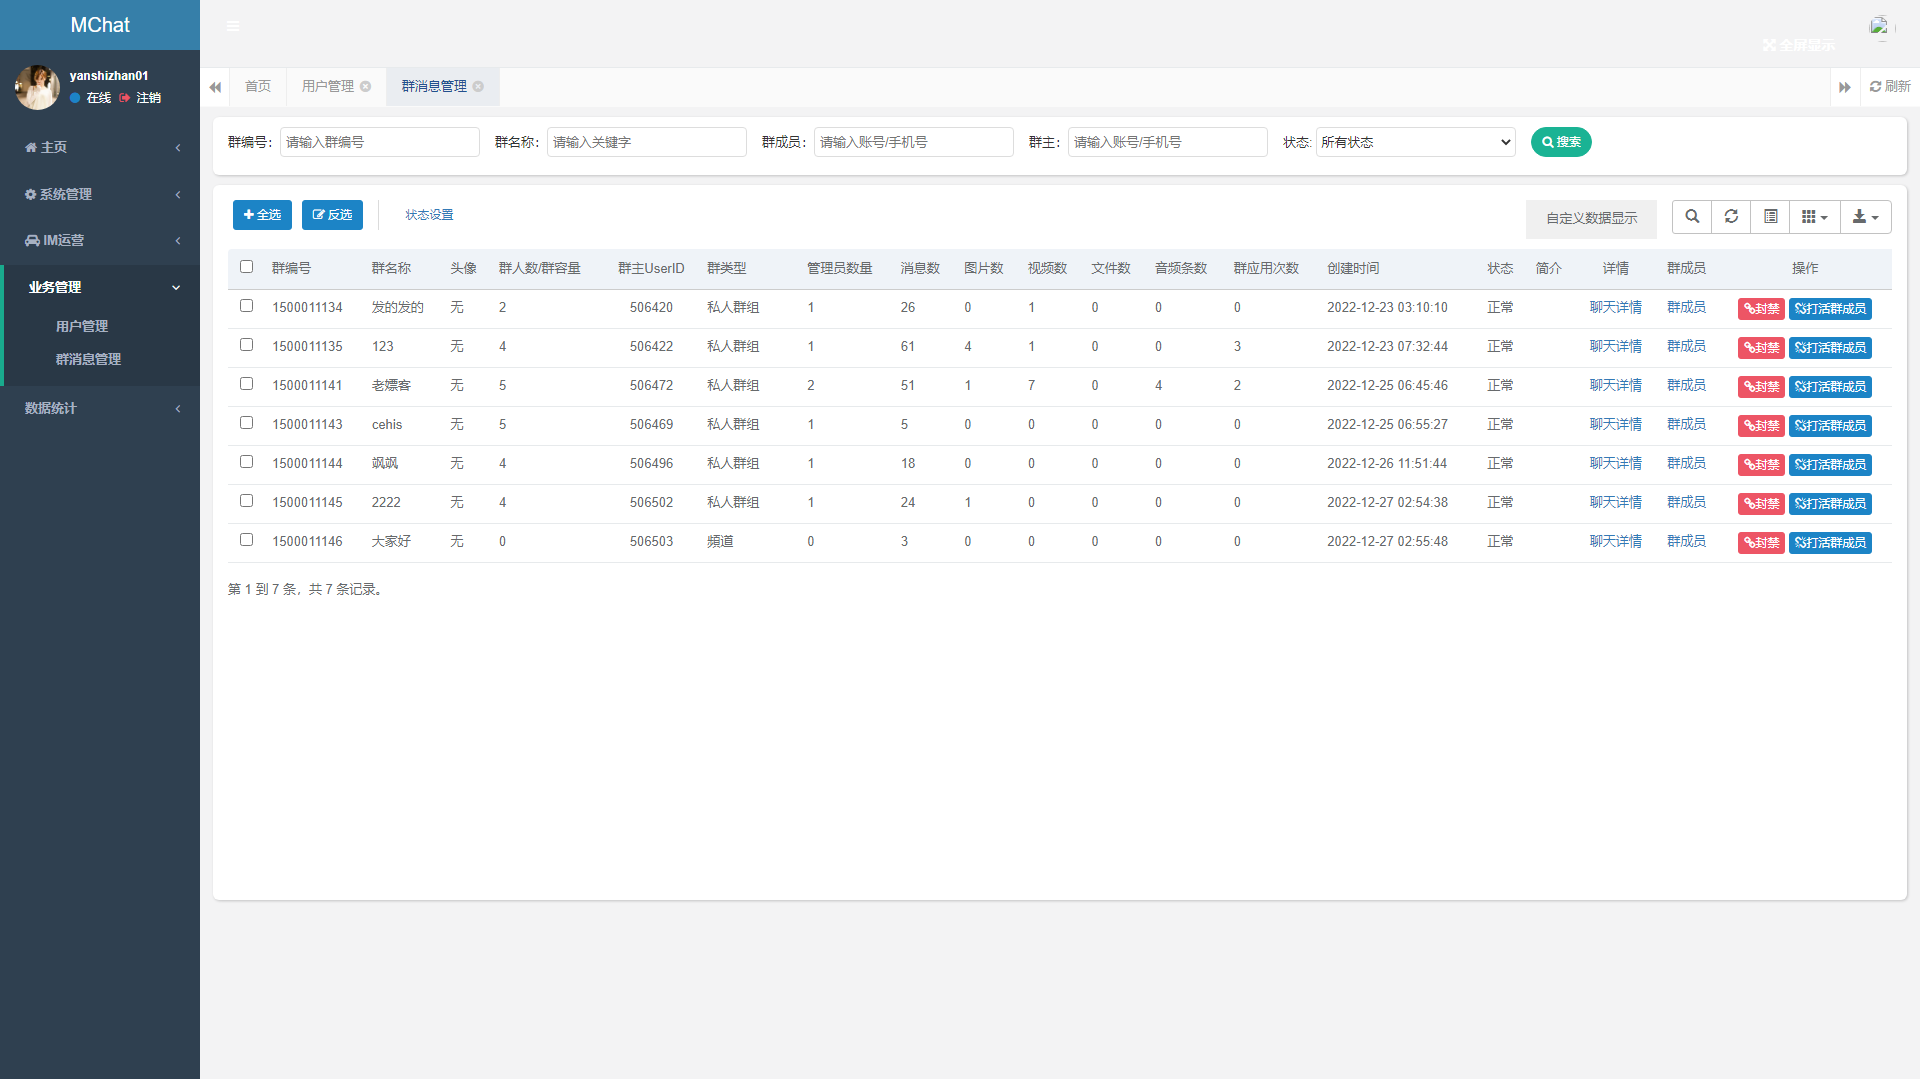 MChat
yanshizhan01
在线 注销
主页
系统管理
IM运营
业务管理
用户管理
群消息管理
数据统计
全屏显示
首页 用户管理 群消息管理 刷新
群编号: 请输入群编号 群名称: 请输入关键字 群成员: 请输入账号/手机号 群主: 请输入账号/手机号 状态: 所有状态 搜索
全选 反选 状态设置 自定义数据显示
群编号 群名称 头像 群人数/群容量 群主UserID 群类型 管理员数量 消息数 图片数 视频数 文件数 音频条数 群应用次数 创建时间 状态 简介 详情 群成员 操作
1500011134 发的发的 无 2 506420 私人群组 1 26 0 1 0 0 0 2022-12-23 03:10:10 正常 聊天详情 群成员 封禁 打活群成员
1500011135 123 无 4 506422 私人群组 1 61 4 1 0 0 3 2022-12-23 07:32:44 正常 聊天详情 群成员 封禁 打活群成员
1500011141 老嫖客 无 5 506472 私人群组 2 51 1 7 0 4 2 2022-12-25 06:45:46 正常 聊天详情 群成员 封禁 打活群成员
1500011143 cehis 无 5 506469 私人群组 1 5 0 0 0 0 0 2022-12-25 06:55:27 正常 聊天详情 群成员 封禁 打活群成员
1500011144 飒飒 无 4 506496 私人群组 1 18 0 0 0 0 0 2022-12-26 11:51:44 正常 聊天详情 群成员 封禁 打活群成员
1500011145 2222 无 4 506502 私人群组 1 24 1 0 0 0 0 2022-12-27 02:54:38 正常 聊天详情 群成员 封禁 打活群成员
1500011146 大家好 无 0 506503 頻道 0 3 0 0 0 0 0 2022-12-27 02:55:48 正常 聊天详情 群成员 封禁 打活群成员
第 1 到 7 条，共 7 条记录。